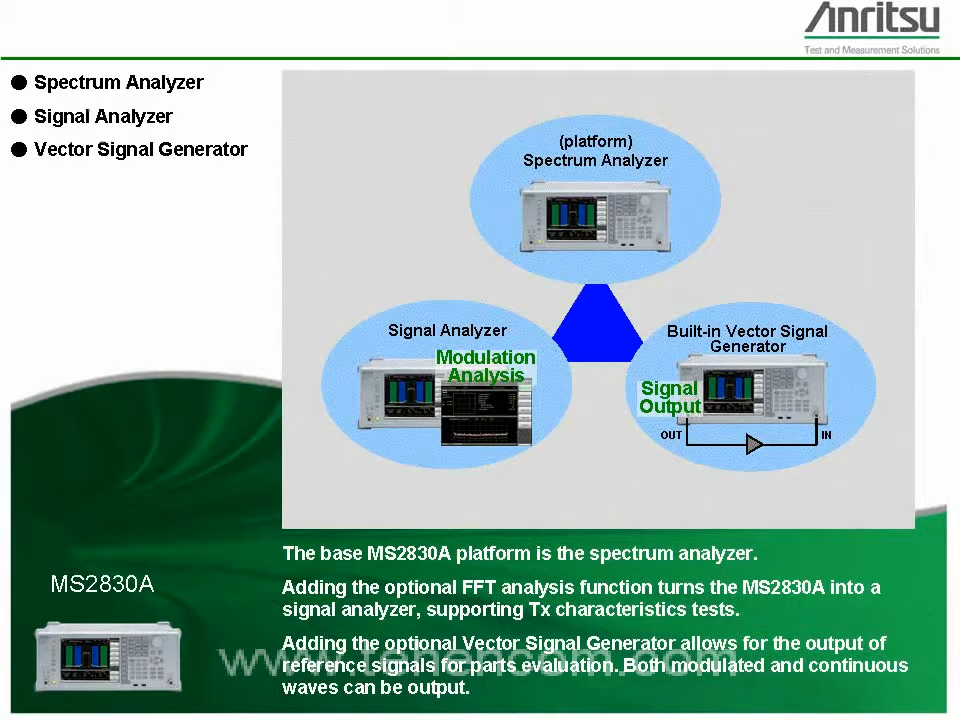 Anritsu
Test and Measurement Solutions
● Spectrum Analyzer
● Signal Analyzer
● Vector Signal Generator
(platform)
Spectrum Analyzer
Signal Analyzer
Modulation
Analysis
Built-in Vector Signal
Generator
Signal
Output
OUT
IN
The base MS2830A platform is the spectrum analyzer.
Adding the optional FFT analysis function turns the MS2830A into a
signal analyzer, supporting Tx characteristics tests.
Adding the optional Vector Signal Generator allows for the output of
reference signals for parts evaluation. Both modulated and continuous
waves can be output.
MS2830A
www.tehencom.com